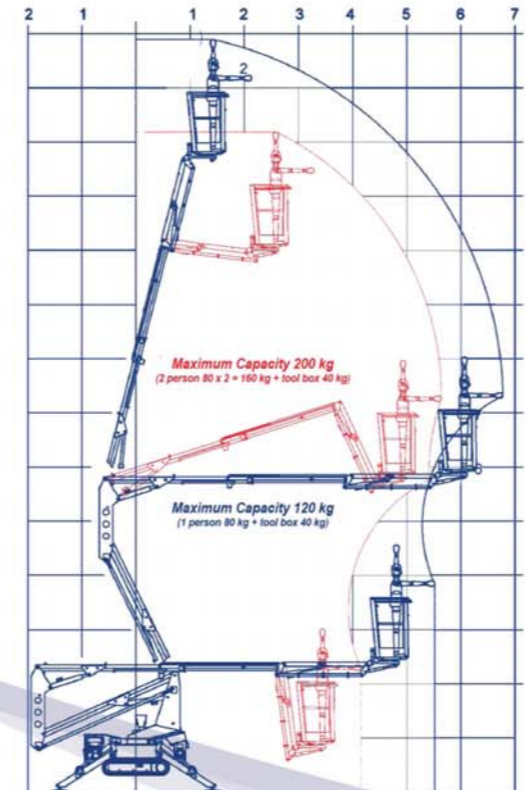 2 1 1 2 3 4 5 6 7
2
Maximum Capacity 200 kg
(2 person 80 x 2 = 160 kg + tool box 40 kg)
Maximum Capacity 120 kg
(1 person 80 kg + tool box 40 kg)